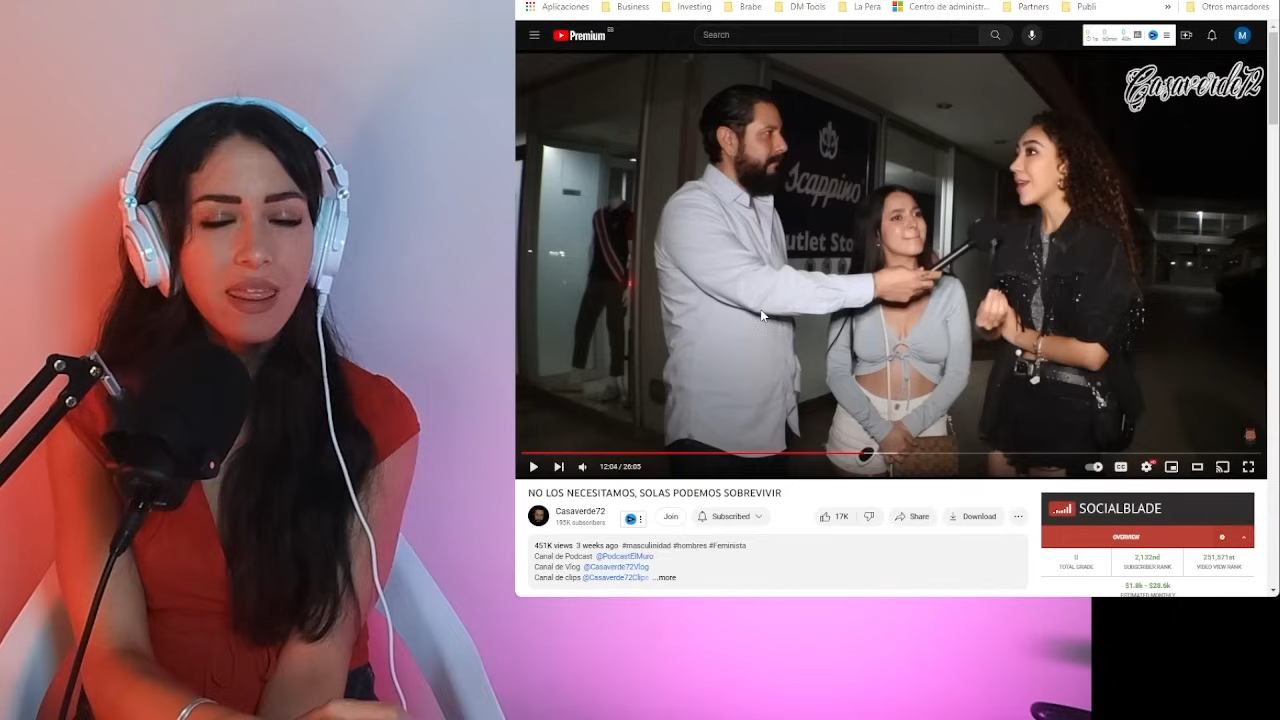 Aplicaciones Business Investing Brabe DM Tools La Pera Centro de administr... Partners Publi » Otros marcadores
Premium Search M
Casaverde72
Scappino
utlet Sto
12:04 / 26:05
NO LOS NECESITAMOS, SOLAS PODEMOS SOBREVIVIR
Casaverde72
195K subscribers
Join Subscribed 17K Share Download ...
451K views 3 weeks ago #masculinidad #hombres #Feminista
Canal de Podcast @PodcastElMuro
Canal de Vlog @Casaverde72Vlog
Canal de clips @Casaverde72Clips ...more
SOCIALBLADE
OVERVIEW
2,132nd 251,571st
TOTAL GRADE SUBSCRIBER RANK VIDEO VIEW RANK
$1.8k - $28.6k
ESTIMATED MONTHLY